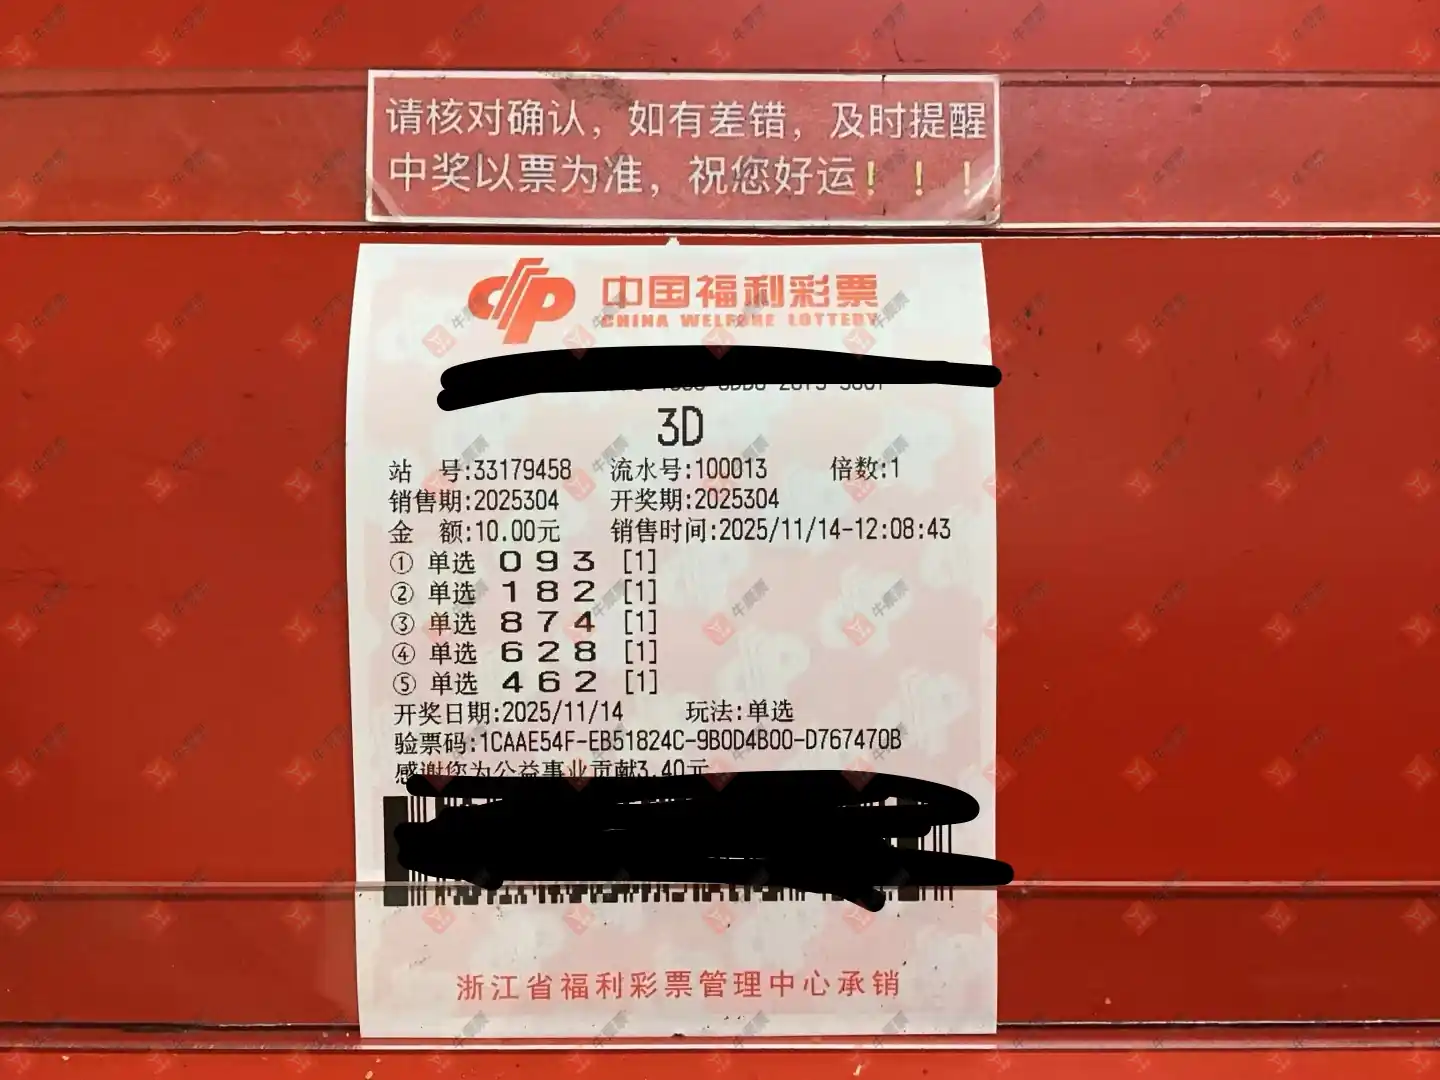 请核对确认，如有差错，及时提醒
中奖以票为准，祝您好运！！！
中国福利彩票
CHINA WELFARE LOTTERY
3D
站 号:33179458 流水号:100013 倍数:1
销售期:2025304 开奖期:2025304
金 额:10.00元 销售时间:2025/11/14-12:08:43
① 单选 0 9 3 [1]
② 单选 1 8 2 [1]
③ 单选 8 7 4 [1]
④ 单选 6 2 8 [1]
⑤ 单选 4 6 2 [1]
开奖日期:2025/11/14 玩法:单选
验票码:1CAAE54F-EB51824C-9B0D4B00-D767470B
感谢您为公益事业贡献3.40元
浙江省福利彩票管理中心承销
牛票票